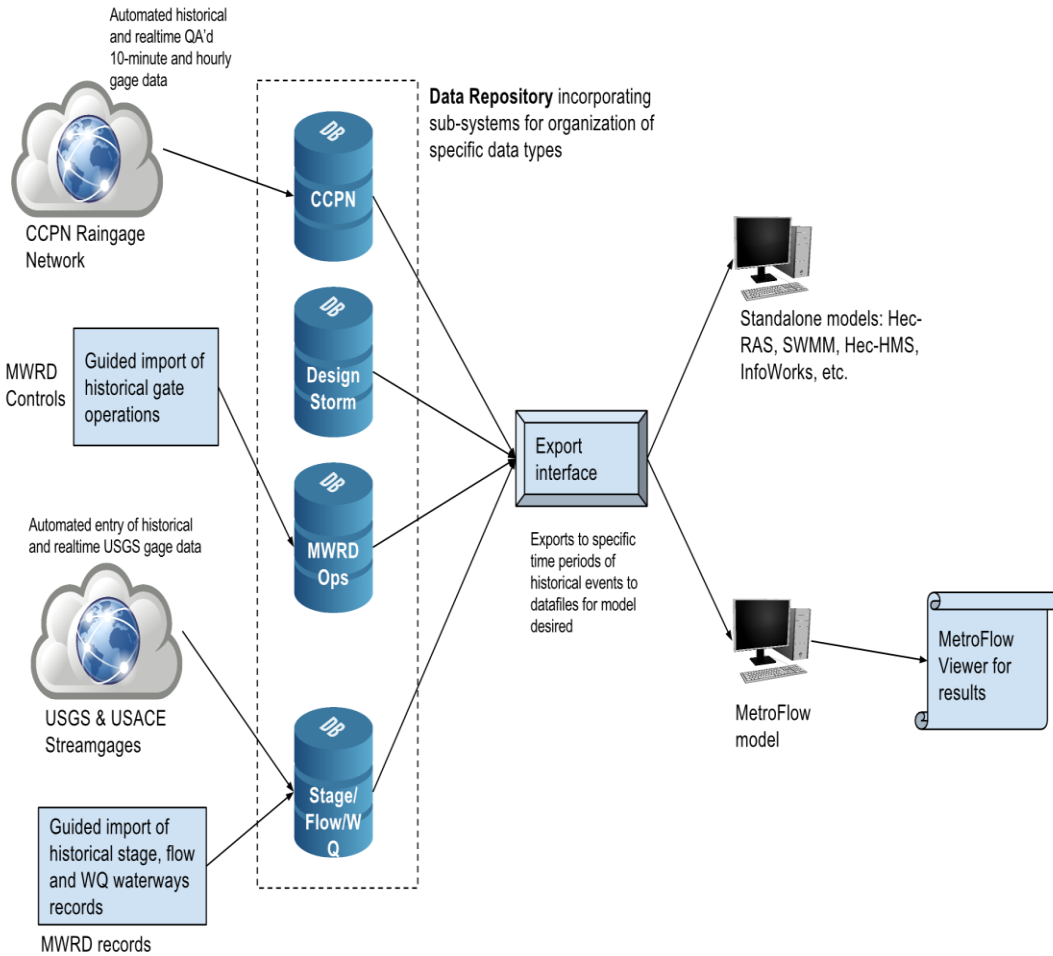 Automated historical
and realtime QA'd
10-minute and hourly
gage data
CCPN Raingage
Network
DB
CCPN
Data Repository incorporating
sub-systems for organization of
specific data types
DB
Design
Storm
MWRD
Controls
Guided import of
historical gate
operations
DB
MWRD
Ops
Automated entry of historical
and realtime USGS gage data
USGS & USACE
Streamgages
DB
Stage/
Flow/W
Q
Guided import of
historical stage, flow
and WQ waterways
records
MWRD records
Export
interface
Exports to specific
time periods of
historical events to
datafiles for model
desired
Standalone models: Hec-
RAS, SWMM, Hec-HMS,
InfoWorks, etc.
MetroFlow
model
MetroFlow
Viewer for
results